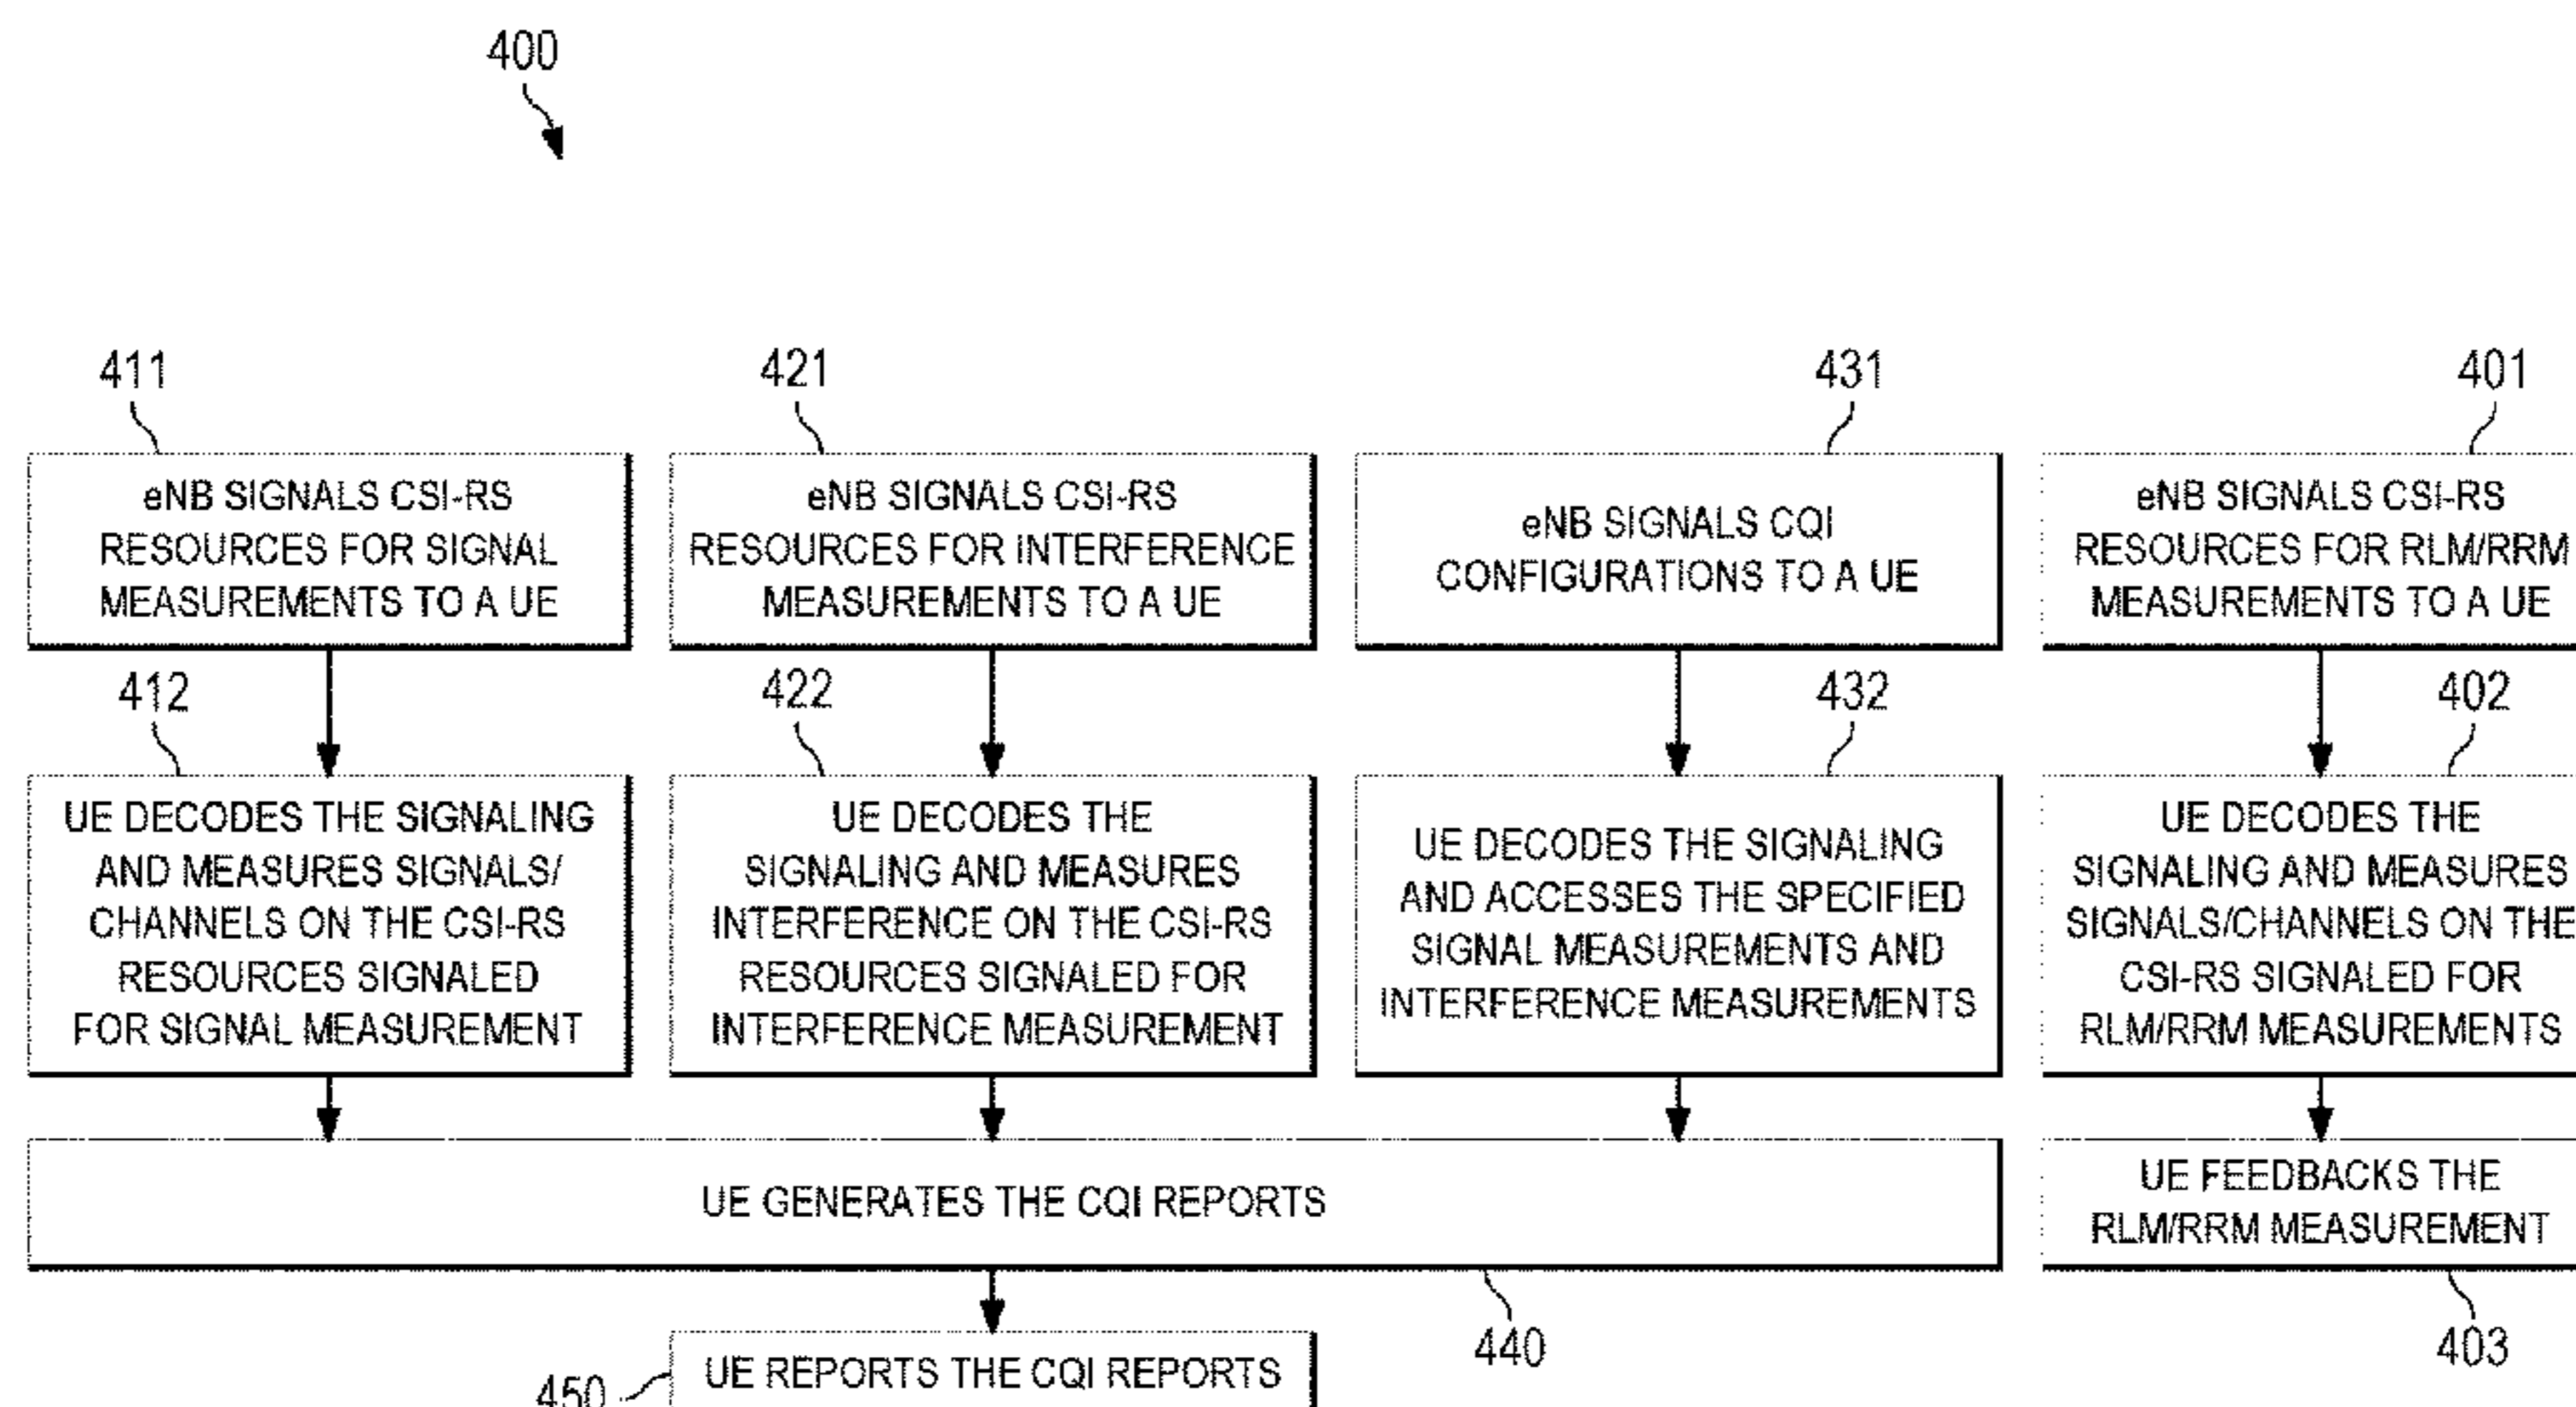 400
411
eNB SIGNALS CSI-RS
RESOURCES FOR SIGNAL
MEASUREMENTS TO A UE
421
eNB SIGNALS CSI-RS
RESOURCES FOR INTERFERENCE
MEASUREMENTS TO A UE
431
eNB SIGNALS CQI
CONFIGURATIONS TO A UE
401
eNB SIGNALS CSI-RS
RESOURCES FOR RLM/RRM
MEASUREMENTS TO A UE
412
UE DECODES THE SIGNALING
AND MEASURES SIGNALS/
CHANNELS ON THE CSI-RS
RESOURCES SIGNALED
FOR SIGNAL MEASUREMENT
422
UE DECODES THE
SIGNALING AND MEASURES
INTERFERENCE ON THE CSI-RS
RESOURCES SIGNALED FOR
INTERFERENCE MEASUREMENT
432
UE DECODES THE SIGNALING
AND ACCESSES THE SPECIFIED
SIGNAL MEASUREMENTS AND
INTERFERENCE MEASUREMENTS
402
UE DECODES THE
SIGNALING AND MEASURES
SIGNALS/CHANNELS ON THE
CSI-RS SIGNALED FOR
RLM/RRM MEASUREMENTS
UE GENERATES THE CQI REPORTS
440
UE FEEDBACKS THE
RLM/RRM MEASUREMENT
403
UE REPORTS THE CQI REPORTS
450